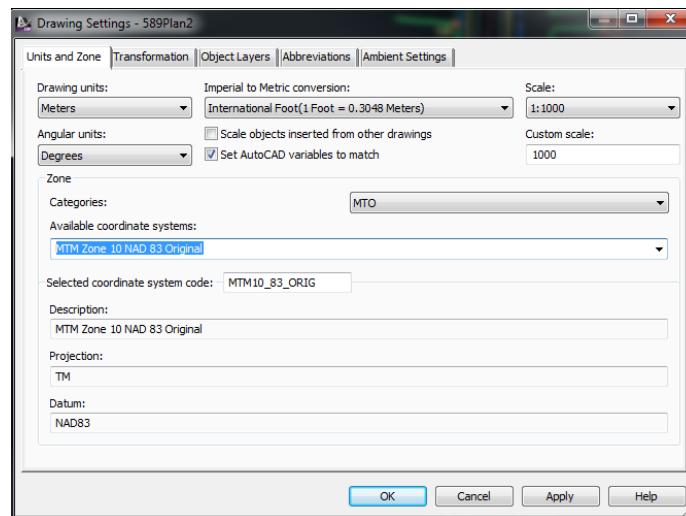 Drawing Settings - 589Plan2
Units and Zone Transformation Object Layers Abbreviations Ambient Settings
Drawing units: Imperial to Metric conversion: Scale:
Meters International Foot(1 Foot = 0.3048 Meters) 1:1000
Angular units: Scale objects inserted from other drawings Custom scale:
Degrees Set AutoCAD variables to match 1000
Zone
Categories: MTO
Available coordinate systems:
MTM Zone 10 NAD 83 Original
Selected coordinate system code: MTM10_83_ORIG
Description:
MTM Zone 10 NAD 83 Original
Projection:
TM
Datum:
NAD83
OK Cancel Apply Help